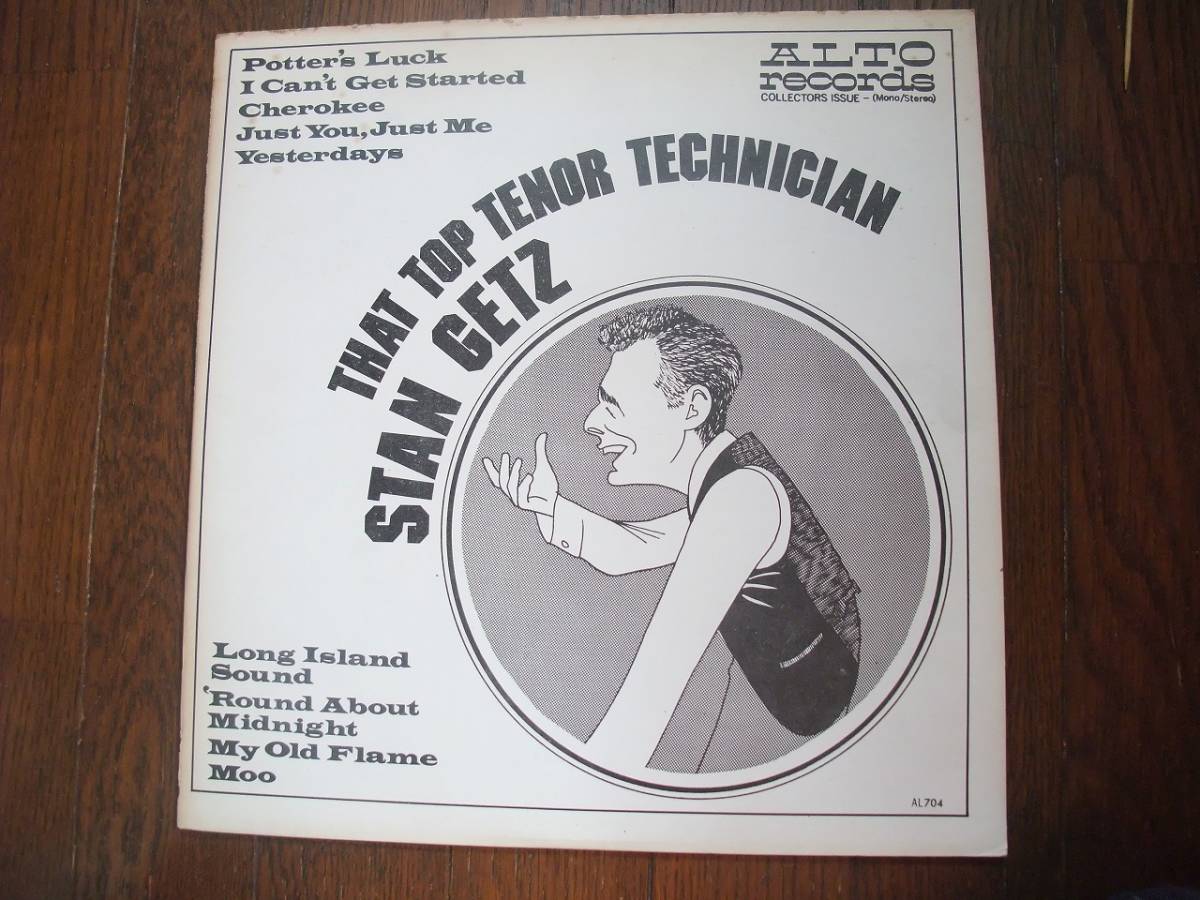 Potter's Luck
I Can't Get Started
Cherokee
Just You, Just Me
Yesterdays
ALTO
records
COLLECTORS ISSUE - (Mono/Stereo)
THAT TOP TENOR TECHNICIAN
STAN GETZ
Long Island
Sound
'Round About
Midnight
My Old Flame
Moo
AL704